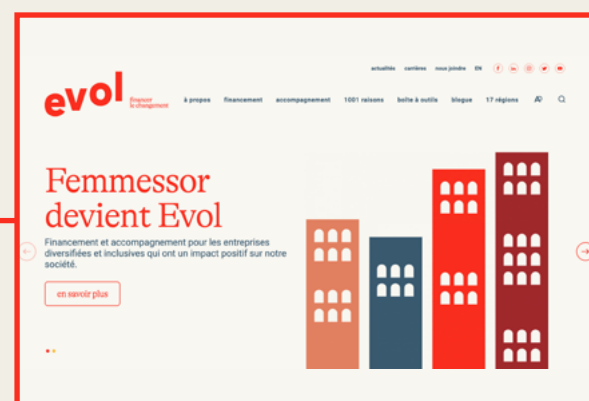 actualités carrières nous joindre EN
evol
financer
le changement
à propos financement accompagnement 1001 raisons boîte à outils blogue 17 régions
Femmessor
devient Evol
Financement et accompagnement pour les entreprises
diversifiées et inclusives qui ont un impact positif sur notre
société.
en savoir plus